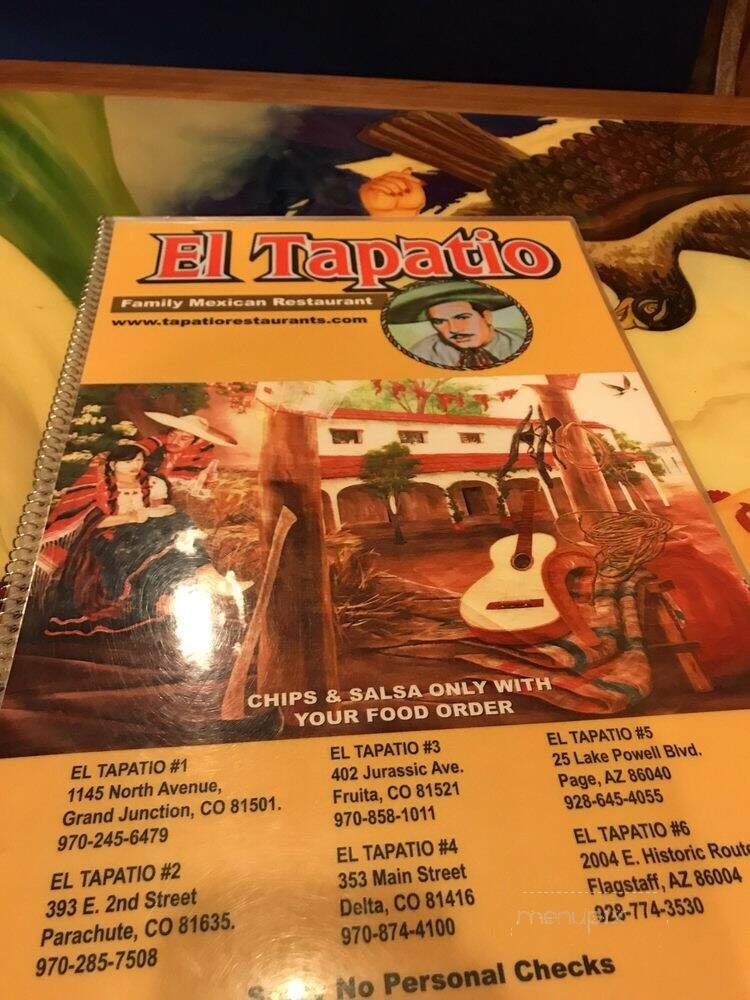 El Tapatio
Family Mexican Restaurant
www.tapatiorestaurants.com
CHIPS & SALSA ONLY WITH
YOUR FOOD ORDER
EL TAPATIO #1
1145 North Avenue,
Grand Junction, CO 81501.
970-245-6479
EL TAPATIO #2
393 E. 2nd Street
Parachute, CO 81635.
970-285-7508
EL TAPATIO #3
402 Jurassic Ave.
Fruita, CO 81521
970-858-1011
EL TAPATIO #4
353 Main Street
Delta, CO 81416
970-874-4100
EL TAPATIO #5
25 Lake Powell Blvd.
Page, AZ 86040
928-645-4055
EL TAPATIO #6
2004 E. Historic Route
Flagstaff, AZ 86004
928-774-3530
No Personal Checks